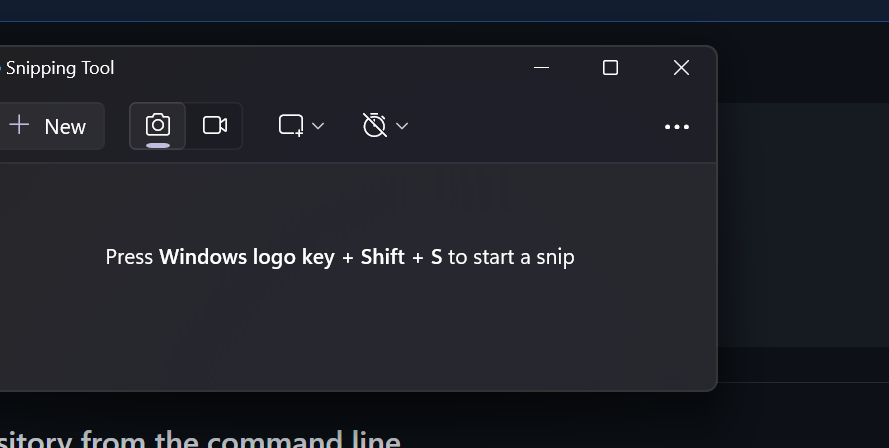 Snipping Tool
New
Press Windows logo key + Shift + S to start a snip
sitory from the command line